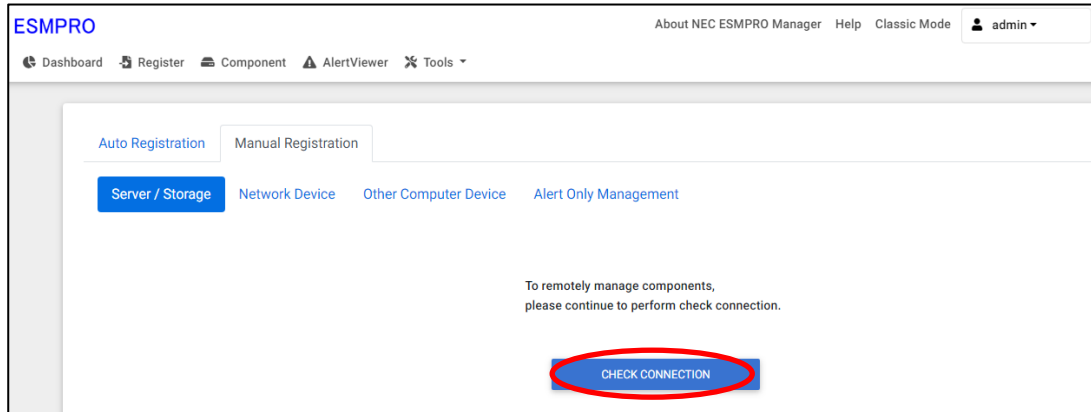 ESMPRO
About NEC ESMPRO Manager Help Classic Mode admin
Dashboard Register Component AlertViewer Tools
Auto Registration Manual Registration
Server / Storage Network Device Other Computer Device Alert Only Management
To remotely manage components,
please continue to perform check connection.
CHECK CONNECTION